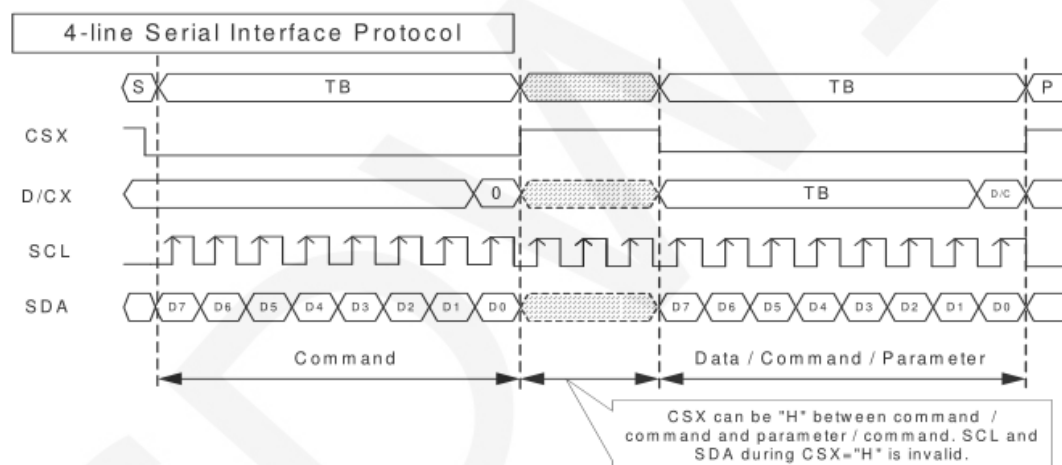 4-line Serial Interface Protocol
S TB TB P
CSX
D/CX 0 TB D/C
SCL
SDA D7 D6 D5 D4 D3 D2 D1 D0 D7 D6 D5 D4 D3 D2 D1 D0
Command Data / Command / Parameter
CSX can be "H" between command /
command and parameter / command. SCL and
SDA during CSX="H" is invalid.